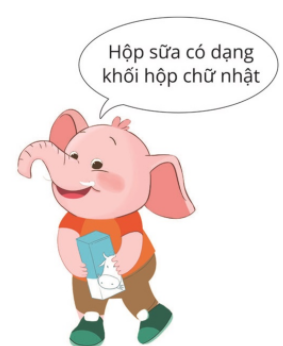 Hộp sữa có dạng
khối hộp chữ nhật